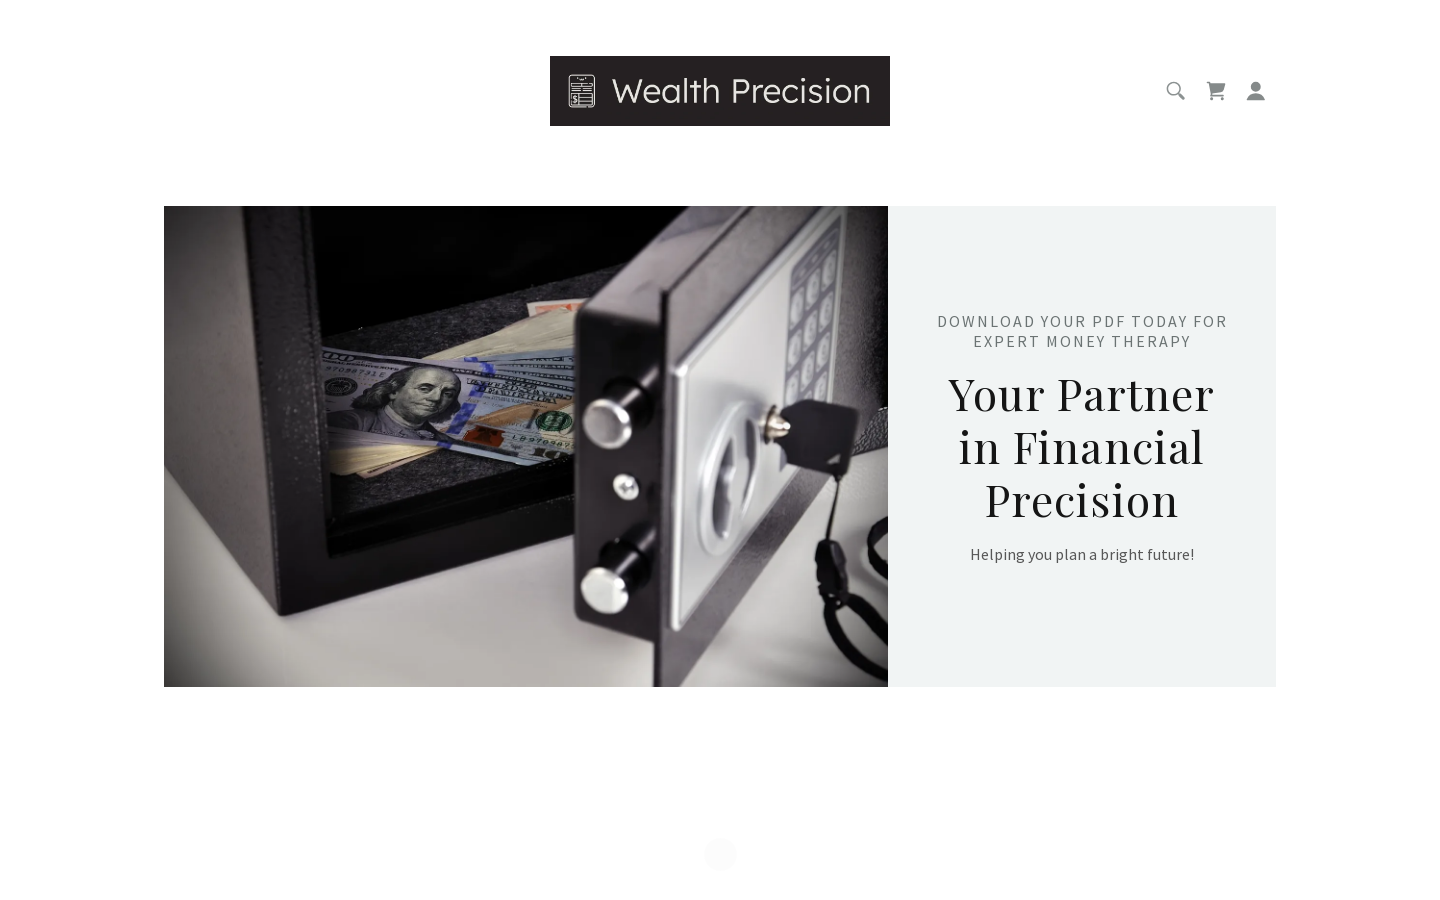 Wealth Precision
DOWNLOAD YOUR PDF TODAY FOR
EXPERT MONEY THERAPY
Your Partner
in Financial
Precision
Helping you plan a bright future!
100